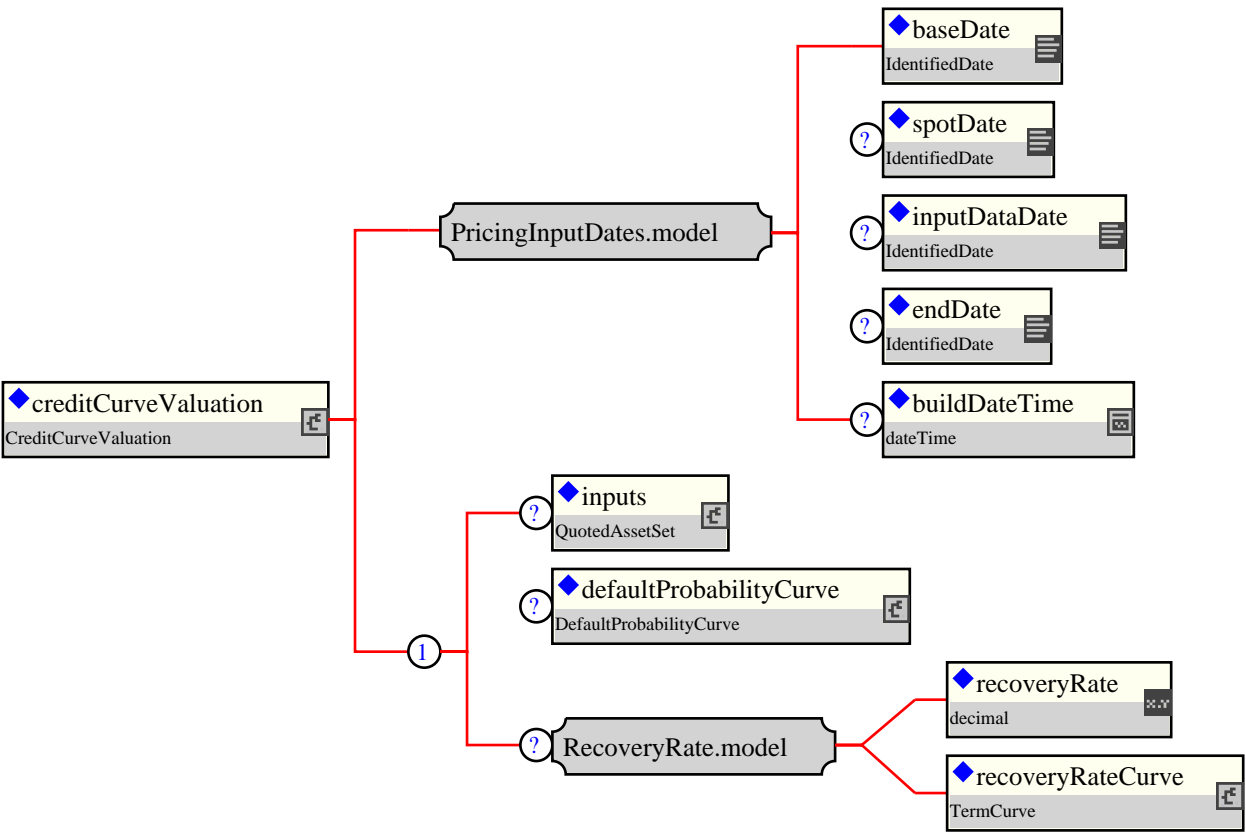 baseDate
IdentifiedDate
?
spotDate
IdentifiedDate
PricingInputDates.model
?
inputDataDate
IdentifiedDate
?
endDate
IdentifiedDate
creditCurveValuation
CreditCurveValuation
?
buildDateTime
dateTime
?
inputs
QuotedAssetSet
?
defaultProbabilityCurve
DefaultProbabilityCurve
1
?
RecoveryRate.model
recoveryRate
decimal
X.Y
recoveryRateCurve
TermCurve